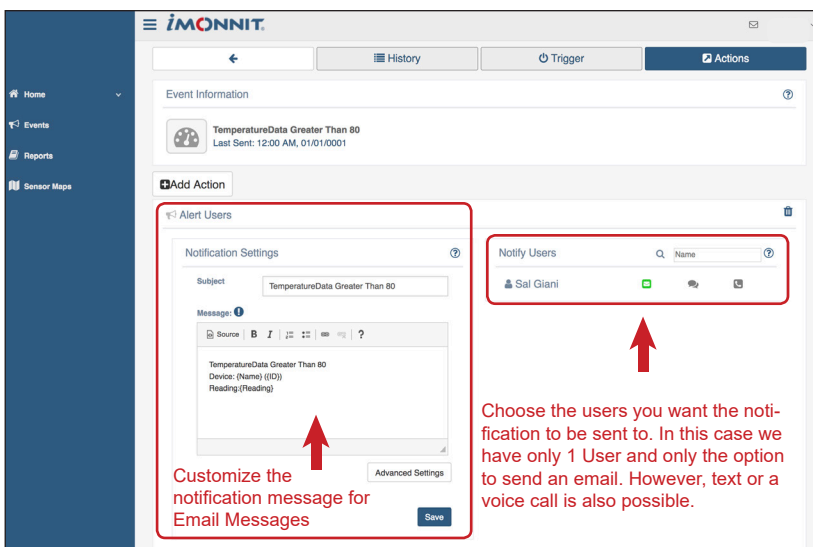 iMONNIT
History
Trigger
Actions
Home
Events
Reports
Sensor Maps
Event Information
TemperatureData Greater Than 80
Last Sent: 12:00 AM, 01/01/0001
Add Action
Alert Users
Notification Settings
Subject
TemperatureData Greater Than 80
Message:
Source B I ?
TemperatureData Greater Than 80
Device: {Name} ({ID})
Reading:{Reading}
Advanced Settings
Save
Customize the
notification message for
Email Messages
Notify Users
Name
Sal Giani
Choose the users you want the noti-
fication to be sent to. In this case we
have only 1 User and only the option
to send an email. However, text or a
voice call is also possible.